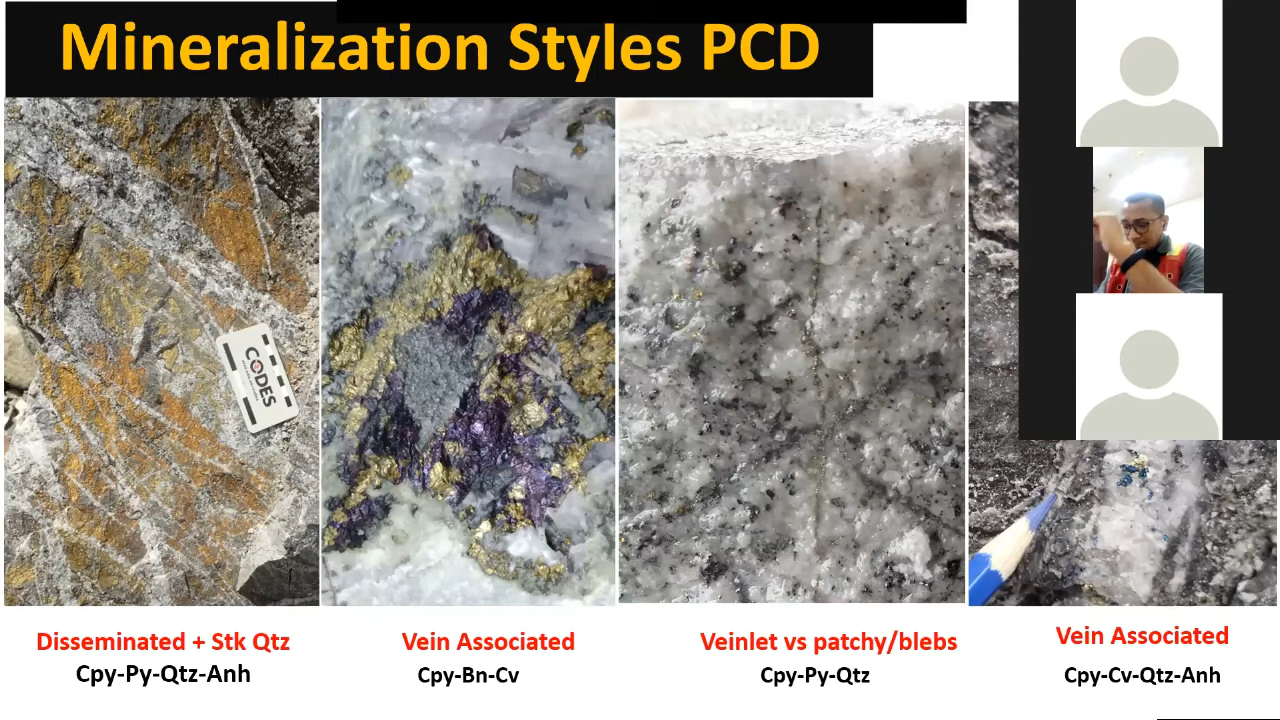 Mineralization Styles PCD
CODES
Disseminated + Stk Qtz
Cpy-Py-Qtz-Anh
Vein Associated
Cpy-Bn-Cv
Veinlet vs patchy/blebs
Cpy-Py-Qtz
Vein Associated
Cpy-Cv-Qtz-Anh